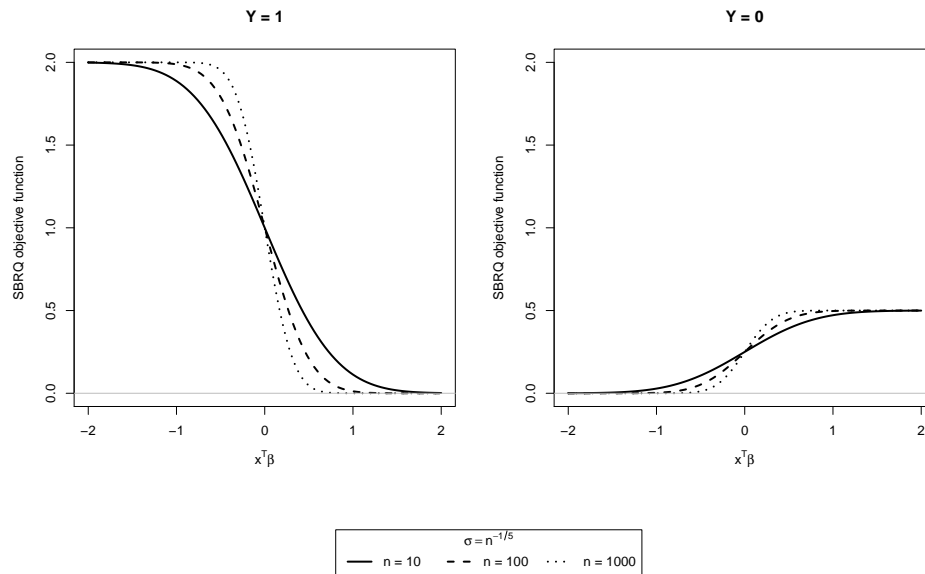 Y = 1
SBRQ objective function
2.0
1.5
1.0
0.5
0.0
−2 −1 0 1 2
xᵀβ
Y = 0
SBRQ objective function
2.0
1.5
1.0
0.5
0.0
−2 −1 0 1 2
xᵀβ
σ = n⁻¹/⁵
n = 10 n = 100 n = 1000